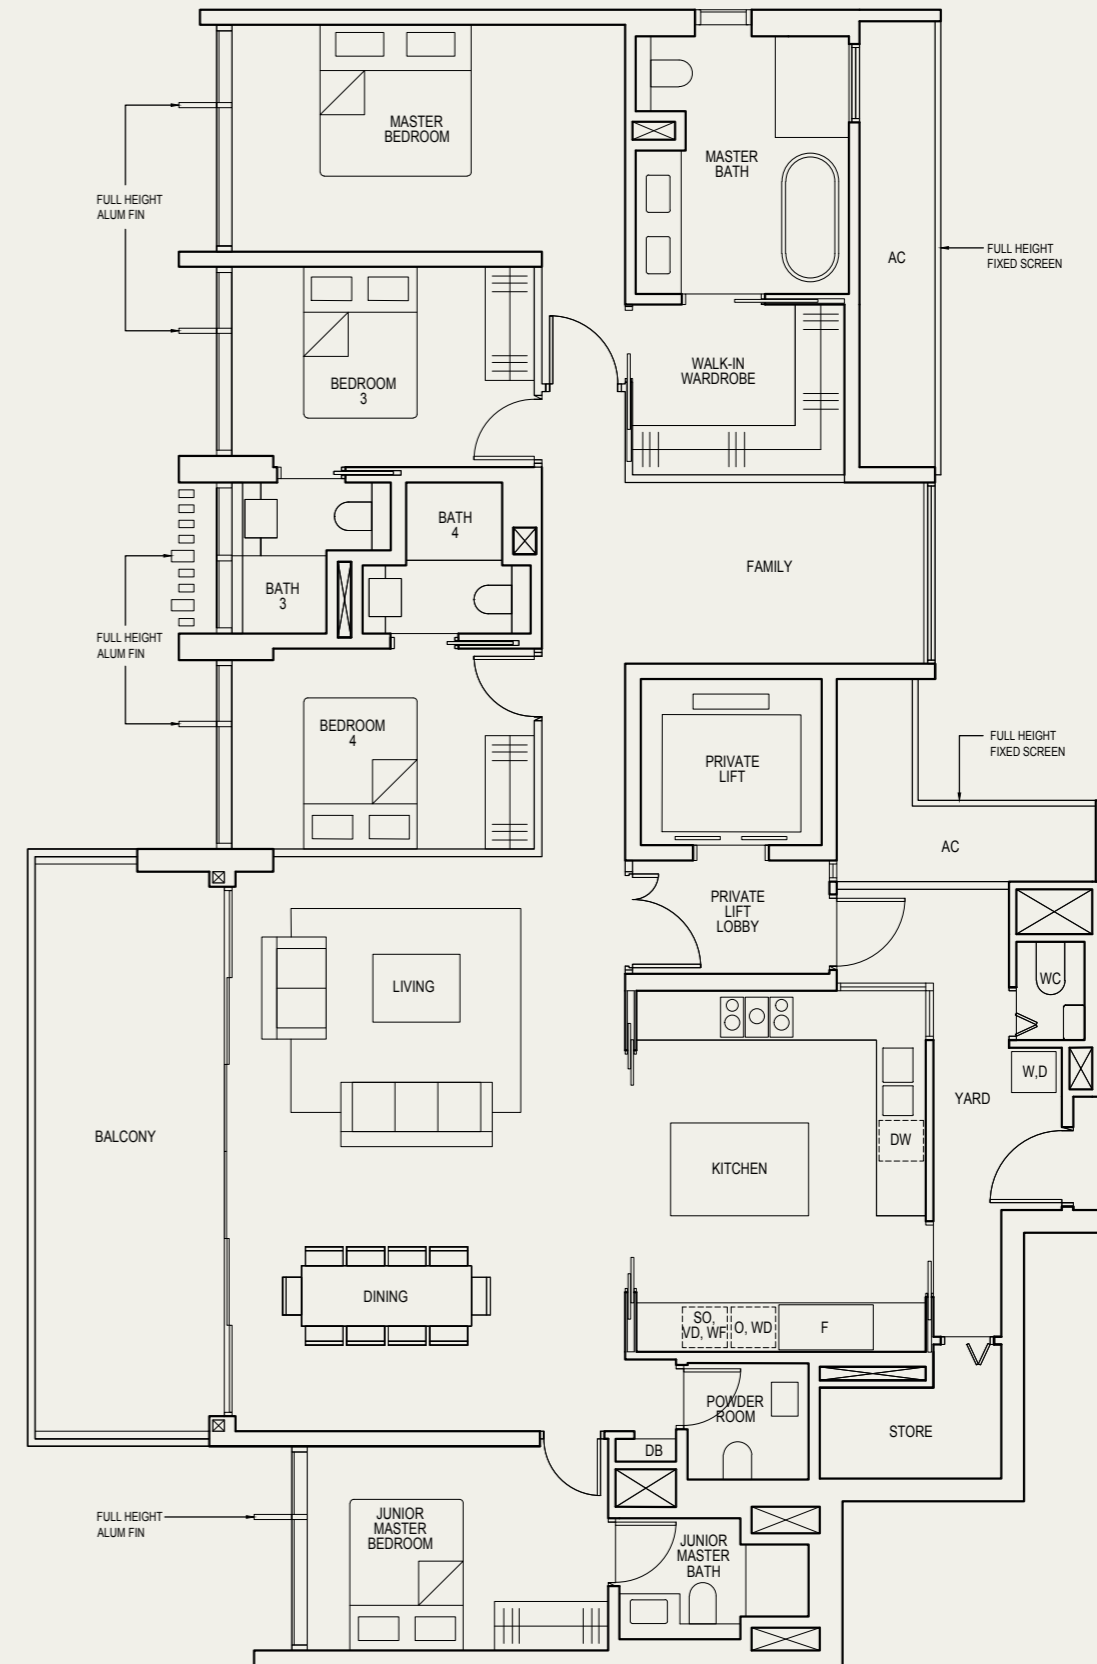 MASTER
BEDROOM
MASTER
BATH
FULL HEIGHT
ALUM FIN
AC
FULL HEIGHT
FIXED SCREEN
WALK-IN
WARDROBE
BEDROOM
3
BATH
4
FAMILY
BATH
3
FULL HEIGHT
ALUM FIN
BEDROOM
4
PRIVATE
LIFT
FULL HEIGHT
FIXED SCREEN
AC
PRIVATE
LIFT
LOBBY
LIVING
WC
W,D
YARD
BALCONY
DW
KITCHEN
DINING
SO,
VD, WF
O, WD
F
POWDER
ROOM
STORE
DB
FULL HEIGHT
ALUM FIN
JUNIOR
MASTER
BEDROOM
JUNIOR
MASTER
BATH